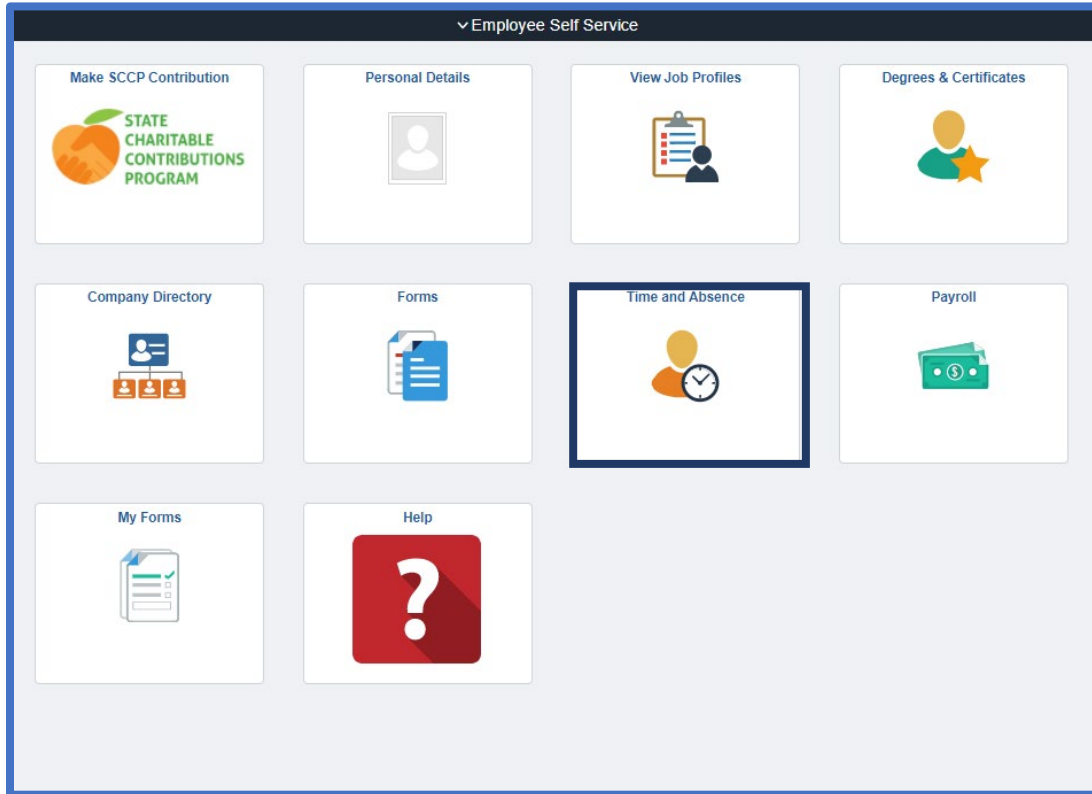 Employee Self Service
Make SCCP Contribution
STATE
CHARITABLE
CONTRIBUTIONS
PROGRAM
Personal Details
View Job Profiles
Degrees & Certificates
Company Directory
Forms
Time and Absence
Payroll
$
My Forms
Help
?